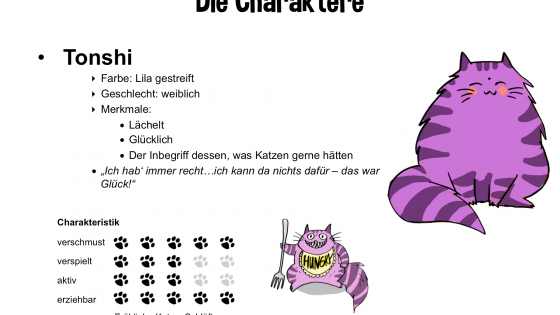 Die Charaktere
• Tonshi
Farbe: Lila gestreift
Geschlecht: weiblich
Merkmale:
• Lächelt
• Glücklich
• Der Inbegriff dessen, was Katzen gerne hätten
• „Ich hab‘ immer recht…ich kann da nichts dafür – das war
Glück!“
Charakteristik
verschmust
verspielt
aktiv
erziehbar
HUNGRY